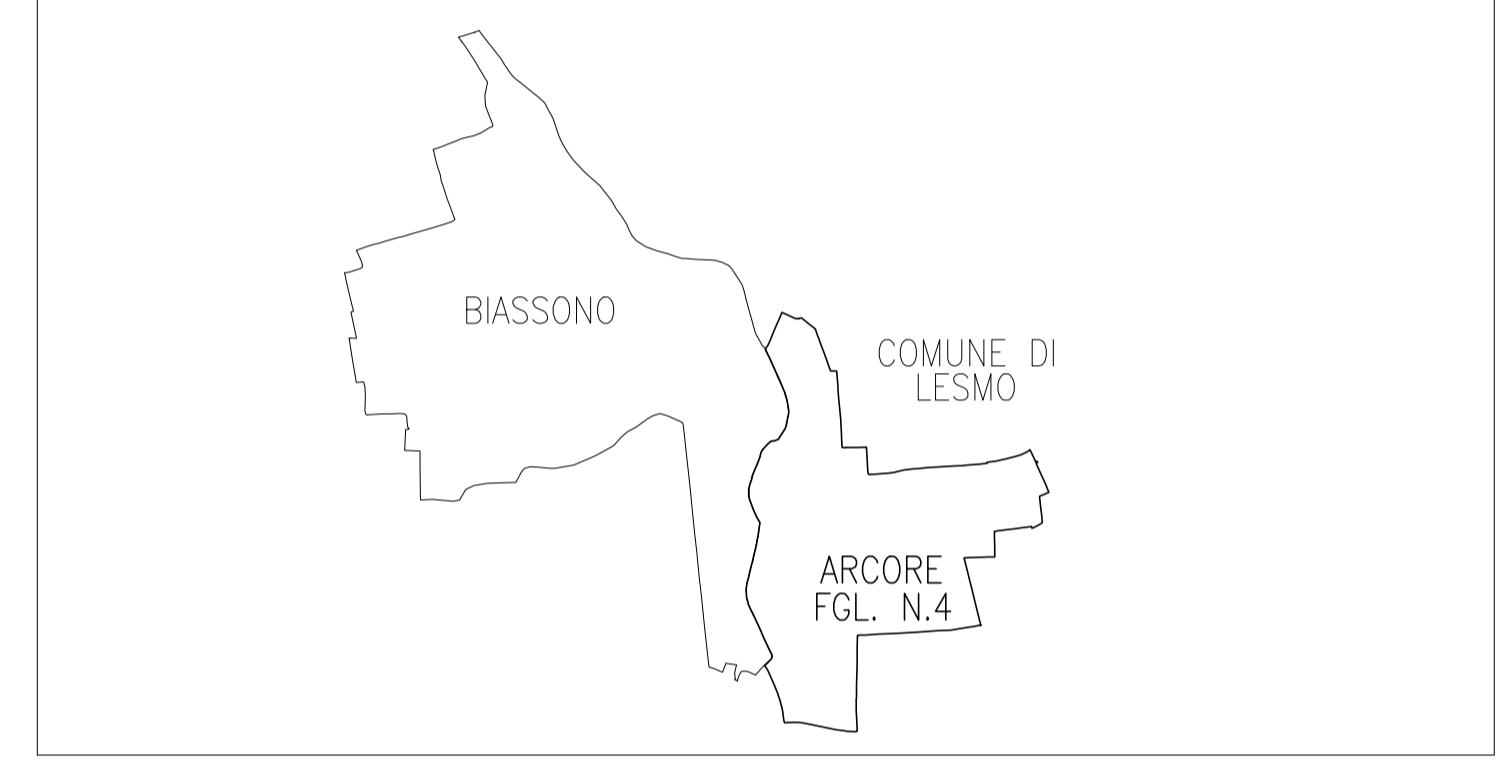 BIASSONO
COMUNE DI
LESMO
ARCORE
FGL. N.4